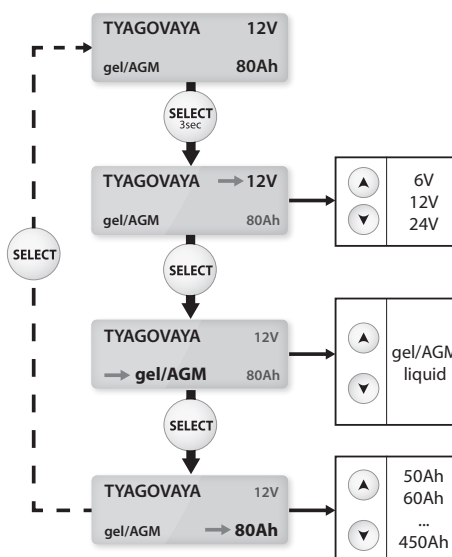 TYAGOVAYA 12V
gel/AGM 80Ah
SELECT
3sec
TYAGOVAYA 12V
gel/AGM 80Ah
6V
12V
24V
SELECT
SELECT
TYAGOVAYA 12V
gel/AGM 80Ah
gel/AGM
liquid
SELECT
TYAGOVAYA 12V
gel/AGM 80Ah
50Ah
60Ah
...
450Ah